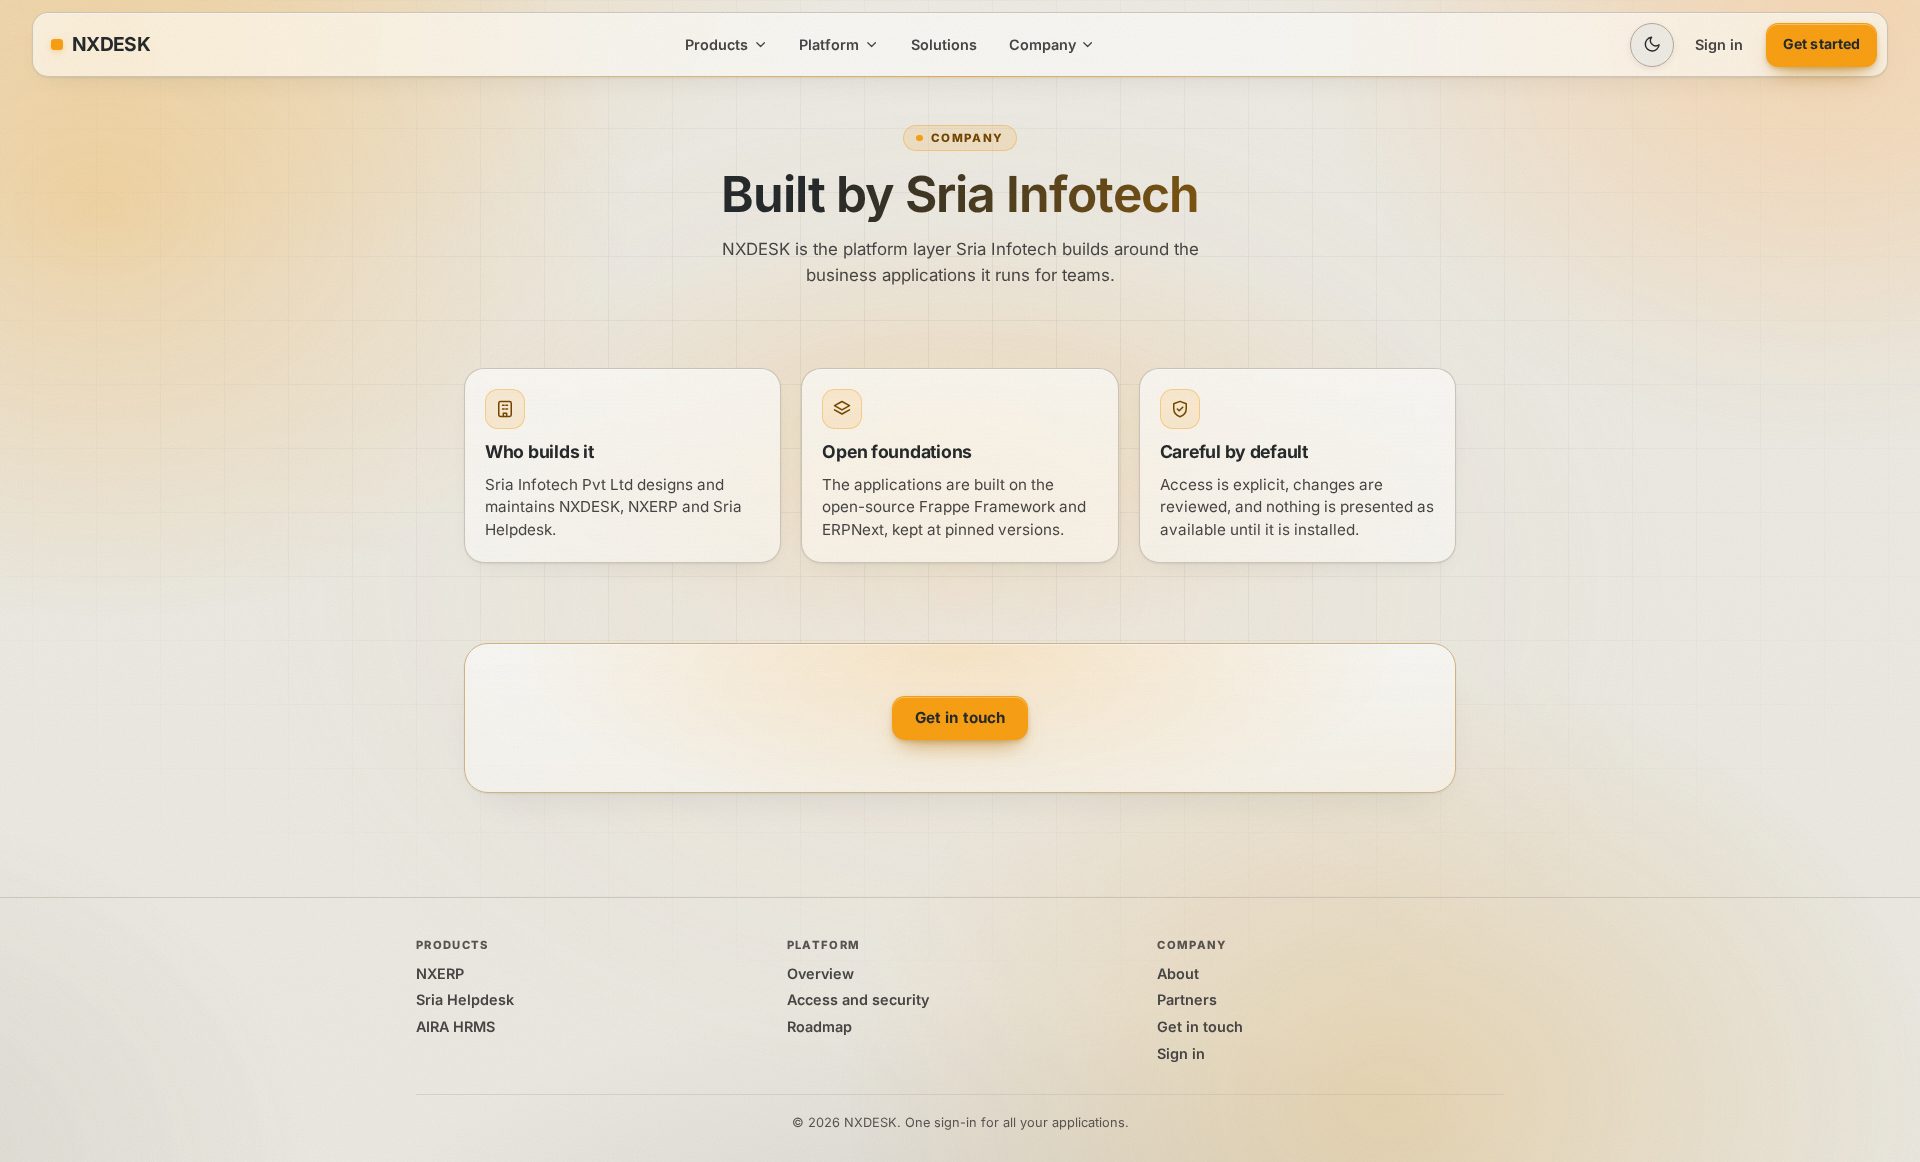 NXDESK
Products
Platform
Solutions
Company
Sign in
Get started
COMPANY
Built by Sria Infotech
NXDESK is the platform layer Sria Infotech builds around the
business applications it runs for teams.
Who builds it
Sria Infotech Pvt Ltd designs and
maintains NXDESK, NXERP and Sria
Helpdesk.
Open foundations
The applications are built on the
open-source Frappe Framework and
ERPNext, kept at pinned versions.
Careful by default
Access is explicit, changes are
reviewed, and nothing is presented as
available until it is installed.
Get in touch
PRODUCTS
NXERP
Sria Helpdesk
AIRA HRMS
PLATFORM
Overview
Access and security
Roadmap
COMPANY
About
Partners
Get in touch
Sign in
© 2026 NXDESK. One sign-in for all your applications.